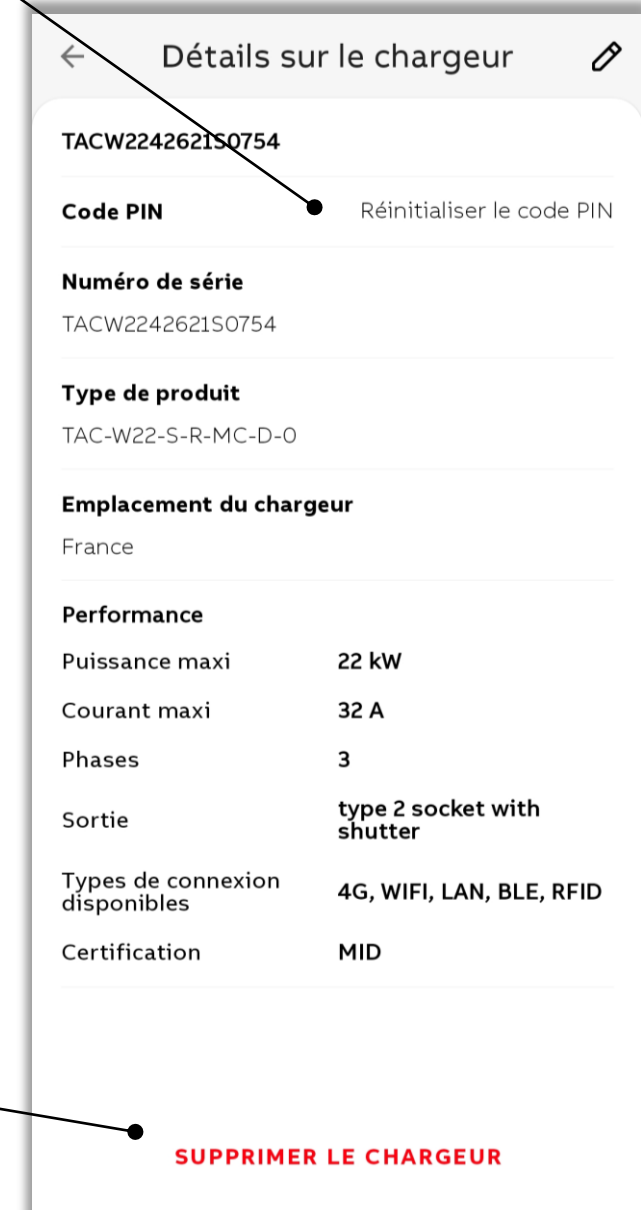 Détails sur le chargeur
TACW2242621S0754
Code PIN Réinitialiser le code PIN
Numéro de série
TACW2242621S0754
Type de produit
TAC-W22-S-R-MC-D-0
Emplacement du chargeur
France
Performance
Puissance maxi 22 kW
Courant maxi 32 A
Phases 3
Sortie type 2 socket with
shutter
Types de connexion
disponibles 4G, WIFI, LAN, BLE, RFID
Certification MID
SUPPRIMER LE CHARGEUR